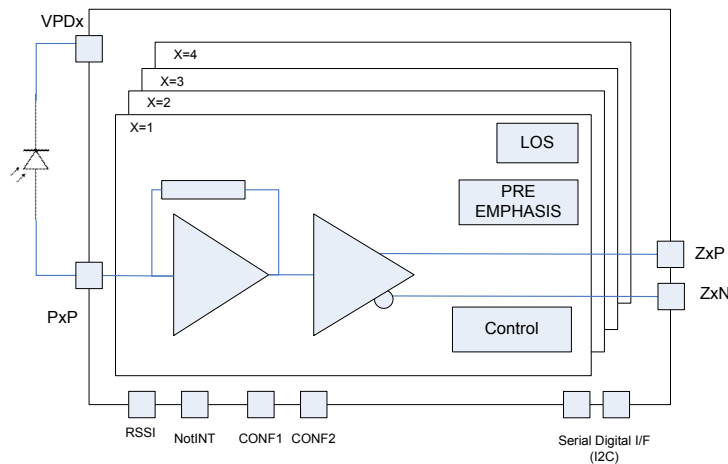 VPDx
X=4
X=3
X=2
X=1
LOS
PRE
EMPHASIS
ZxP
ZxN
PxP
Control
RSSI
NotINT
CONF1
CONF2
Serial Digital I/F
(I2C)